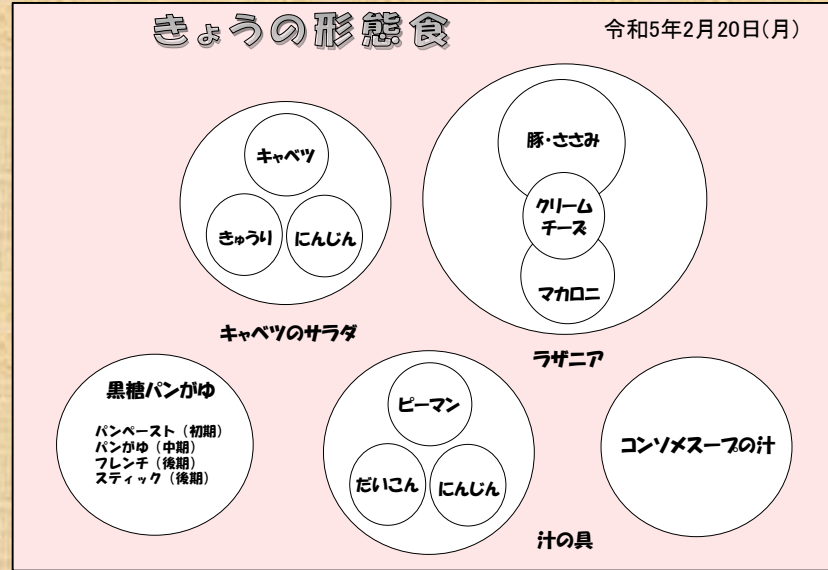 きょうの形態食
令和5年2月20日(月)
キャベツ
きゅうり
にんじん
キャベツのサラダ
豚・ささみ
クリーム
チーズ
マカロニ
ラザニア
黒糖パンがゆ
パンペースト（初期）
パンがゆ（中期）
フレンチ（後期）
スティック（後期）
ピーマン
だいこん
にんじん
汁の具
コンソメスープの汁